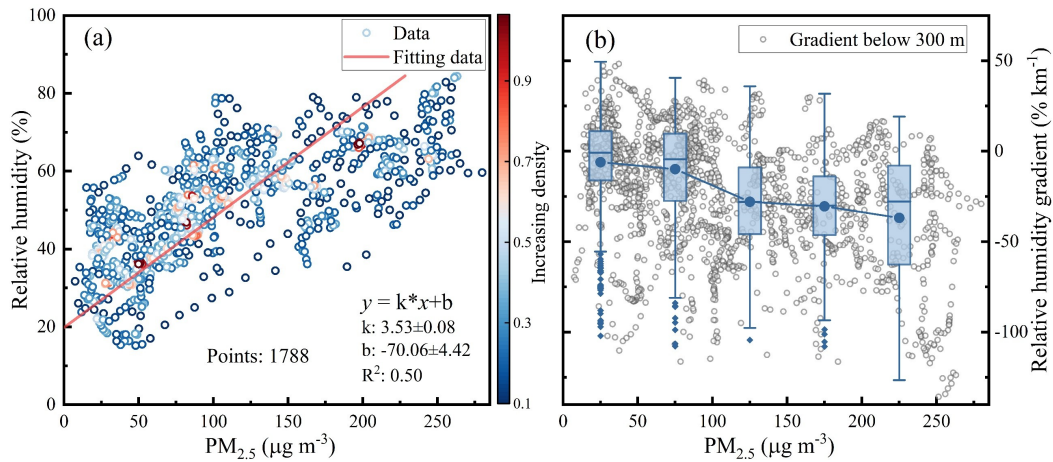 (a)
Data
Fitting data
Relative humidity (%)
100
80
60
40
20
0
y = k*x+b
k: 3.53±0.08
b: -70.06±4.42
R²: 0.50
Points: 1788
0 50 100 150 200 250
PM₂.₅ (μg m⁻³)
0.9
0.7
0.5
0.3
0.1
Increasing density
(b)
Gradient below 300 m
50
0
-50
-100
Relative humidity gradient (% km⁻¹)
0 50 100 150 200 250
PM₂.₅ (μg m⁻³)